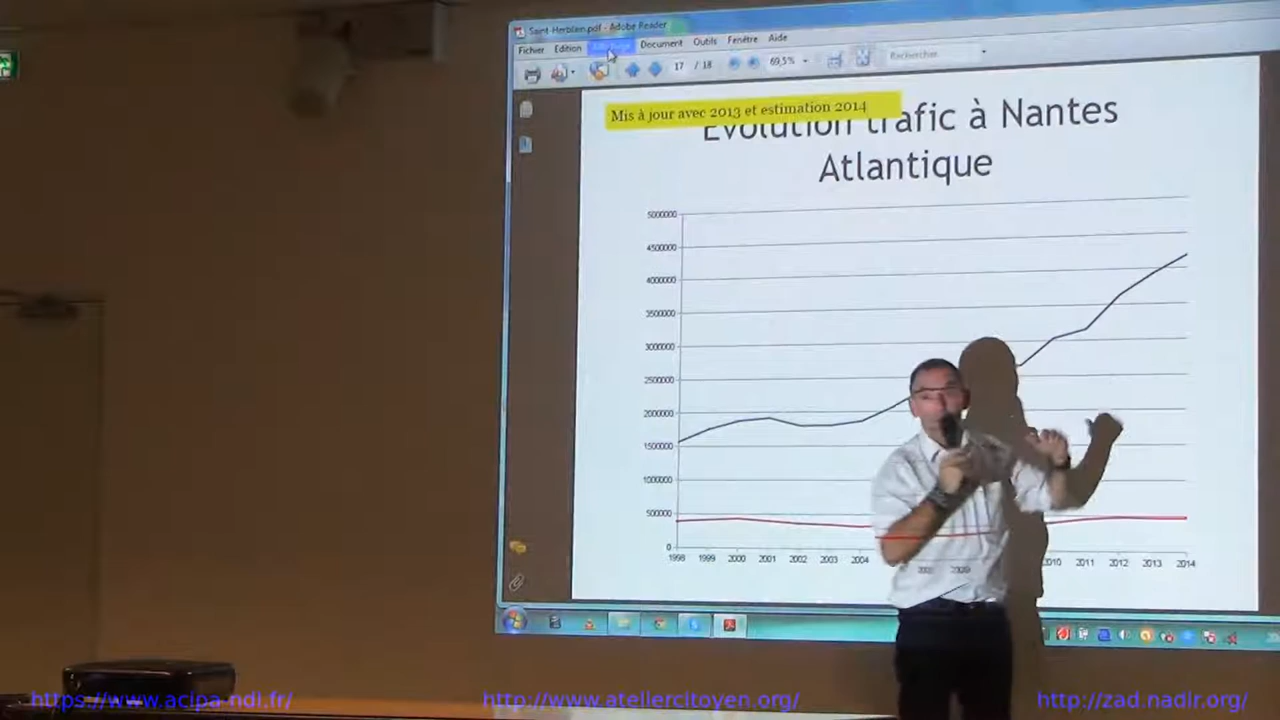 Saint-Herblain.pdf - Adobe Reader
Fichier Edition Affichage Document Outils Fenêtre Aide
17 / 18 69,5% Rechercher
Mis à jour avec 2013 et estimation 2014
Evolution trafic à Nantes
Atlantique
5000000
4500000
4000000
3500000
3000000
2500000
2000000
1500000
1000000
500000
0
1998 1999 2000 2001 2002 2003 2004 2010 2011 2012 2013 2014
https://www.acipa-ndl.fr/ http://www.ateliercitoyen.org/ http://zad.nadir.org/